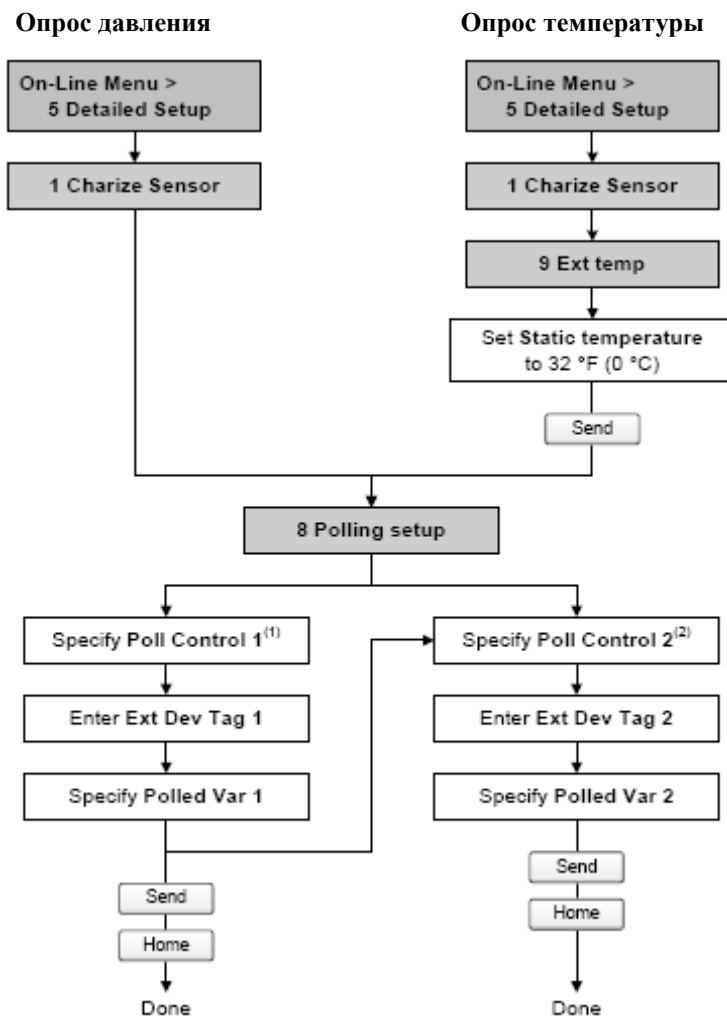 Опрос давления
Опрос температуры
On-Line Menu >
5 Detailed Setup
On-Line Menu >
5 Detailed Setup
1 Charize Sensor
1 Charize Sensor
9 Ext temp
Set Static temperature
to 32 °F (0 °C)
Send
8 Polling setup
Specify Poll Control 1(1)
Specify Poll Control 2(2)
Enter Ext Dev Tag 1
Enter Ext Dev Tag 2
Specify Polled Var 1
Specify Polled Var 2
Send
Home
Done
Send
Home
Done